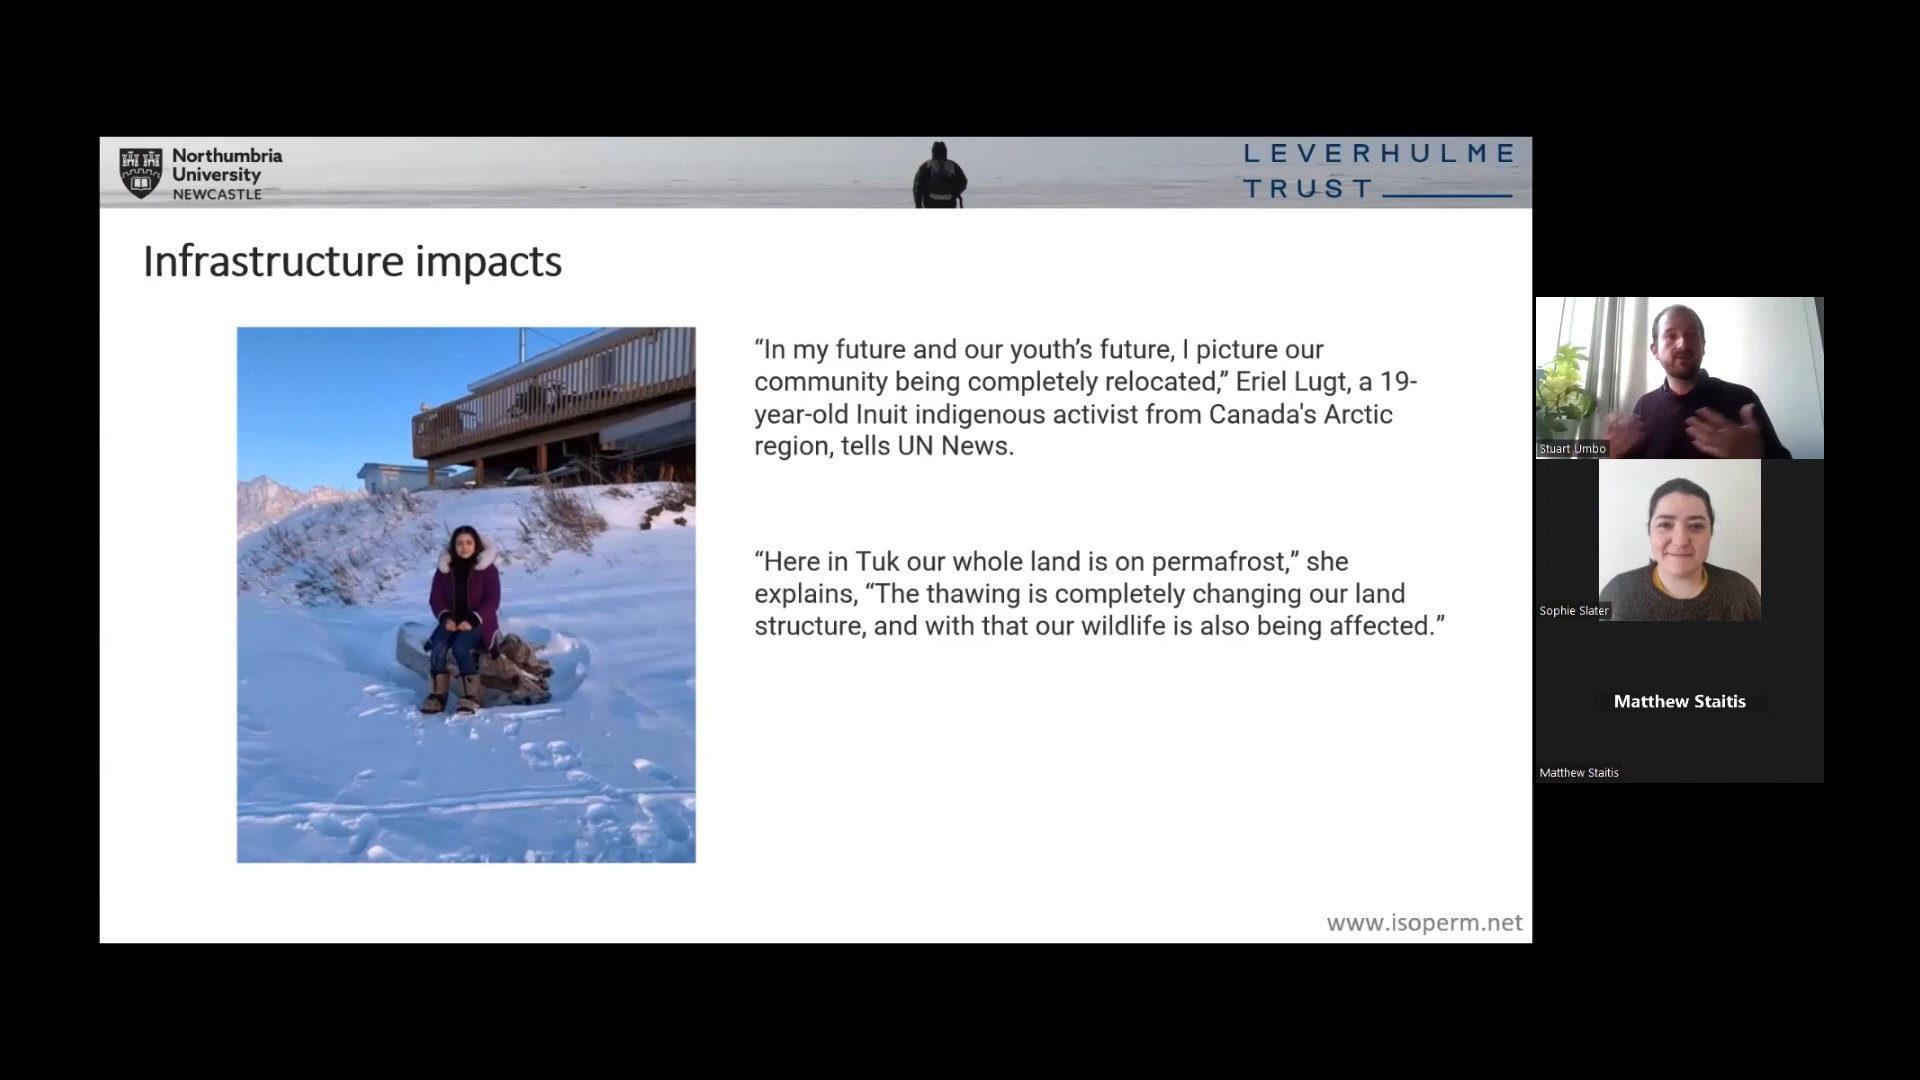 Northumbria
University
NEWCASTLE
LEVERHULME
TRUST
Infrastructure impacts
“In my future and our youth’s future, I picture our
community being completely relocated,” Eriel Lugt, a 19-
year-old Inuit indigenous activist from Canada's Arctic
region, tells UN News.
“Here in Tuk our whole land is on permafrost,” she
explains, “The thawing is completely changing our land
structure, and with that our wildlife is also being affected.”
www.isoperm.net
Stuart Umbo
Sophie Slater
Matthew Staitis
Matthew Staitis